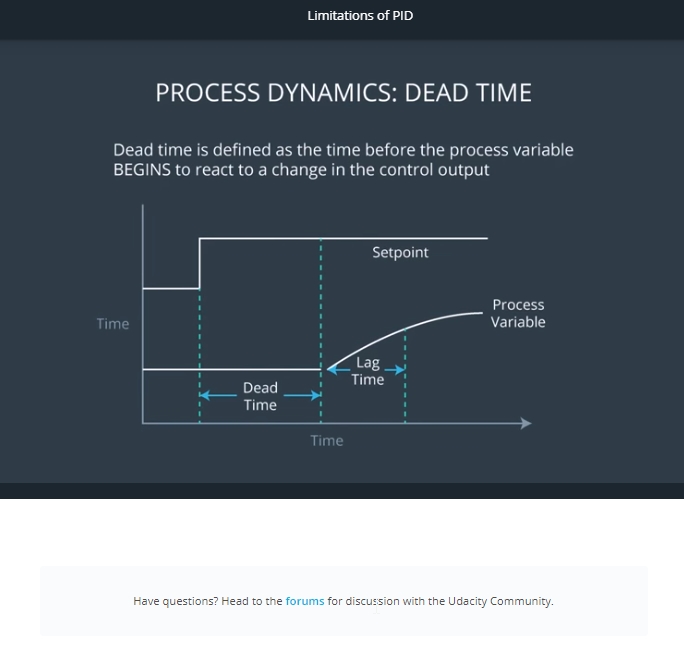 Limitations of PID
PROCESS DYNAMICS: DEAD TIME
Dead time is defined as the time before the process variable
BEGINS to react to a change in the control output
Setpoint
Process
Variable
Time
Lag
Time
Dead
Time
Time
Have questions? Head to the forums for discussion with the Udacity Community.